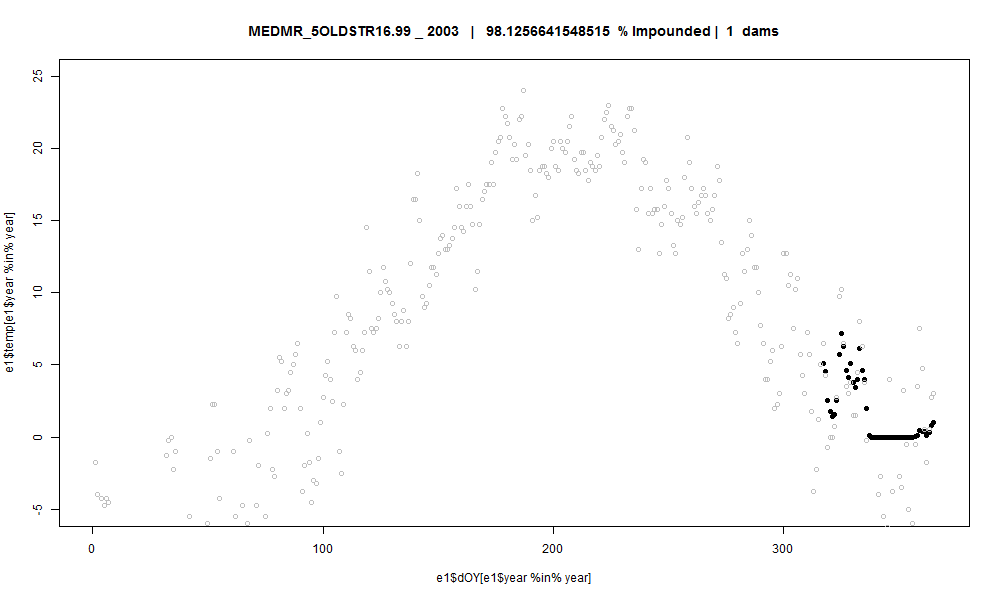 MEDMR_5OLDSTR16.99 _ 2003 | 98.1256641548515 % Impounded | 1 dams
e1$temp[e1$year %in% year]
25
20
15
10
5
0
-5
0 100 200 300
e1$dOY[e1$year %in% year]